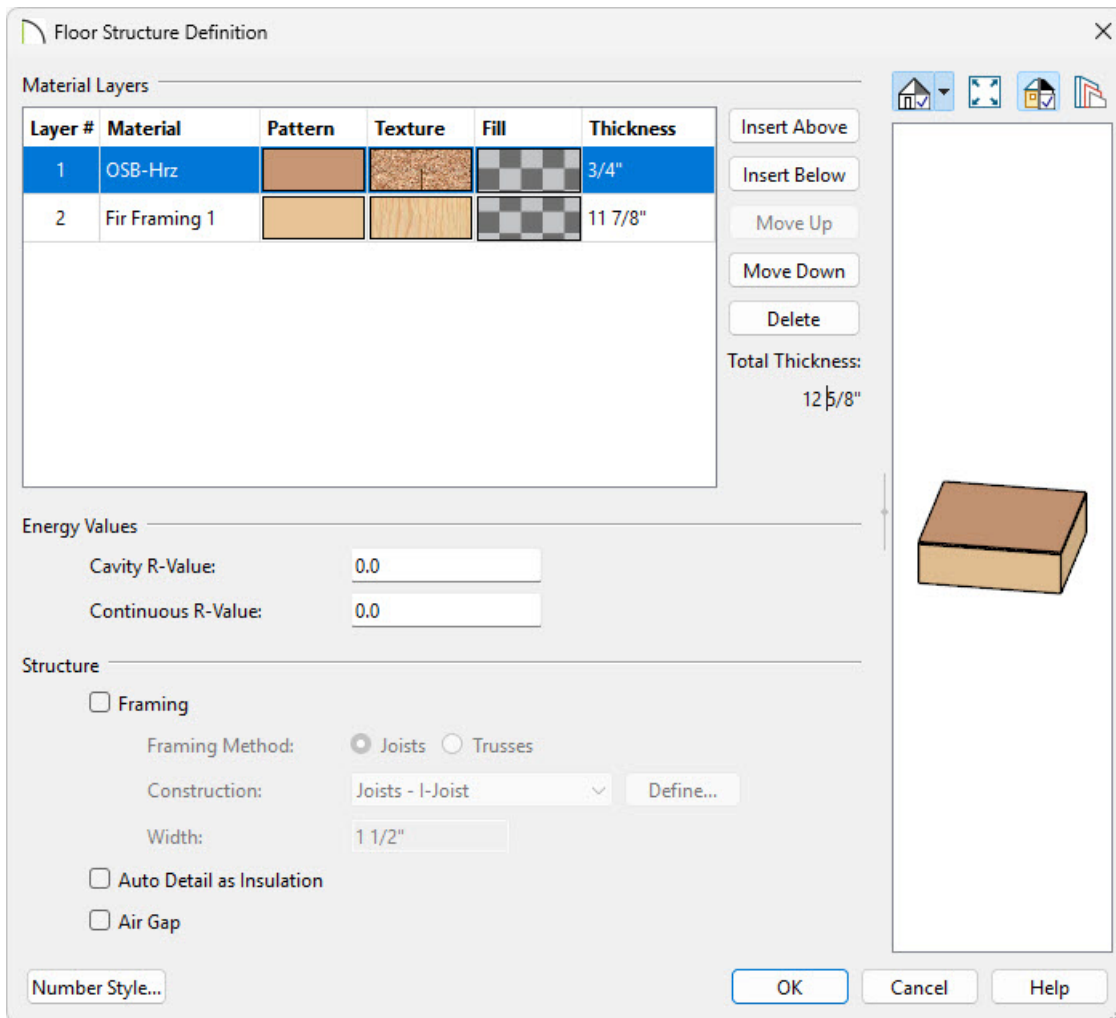 Floor Structure Definition
Material Layers
Layer # Material Pattern Texture Fill Thickness
1 OSB-Hrz 3/4"
2 Fir Framing 1 11 7/8"
Insert Above
Insert Below
Move Up
Move Down
Delete
Total Thickness:
12 5/8"
Energy Values
Cavity R-Value: 0.0
Continuous R-Value: 0.0
Structure
Framing
Framing Method: Joists Trusses
Construction: Joists - I-Joist Define...
Width: 1 1/2"
Auto Detail as Insulation
Air Gap
Number Style... OK Cancel Help